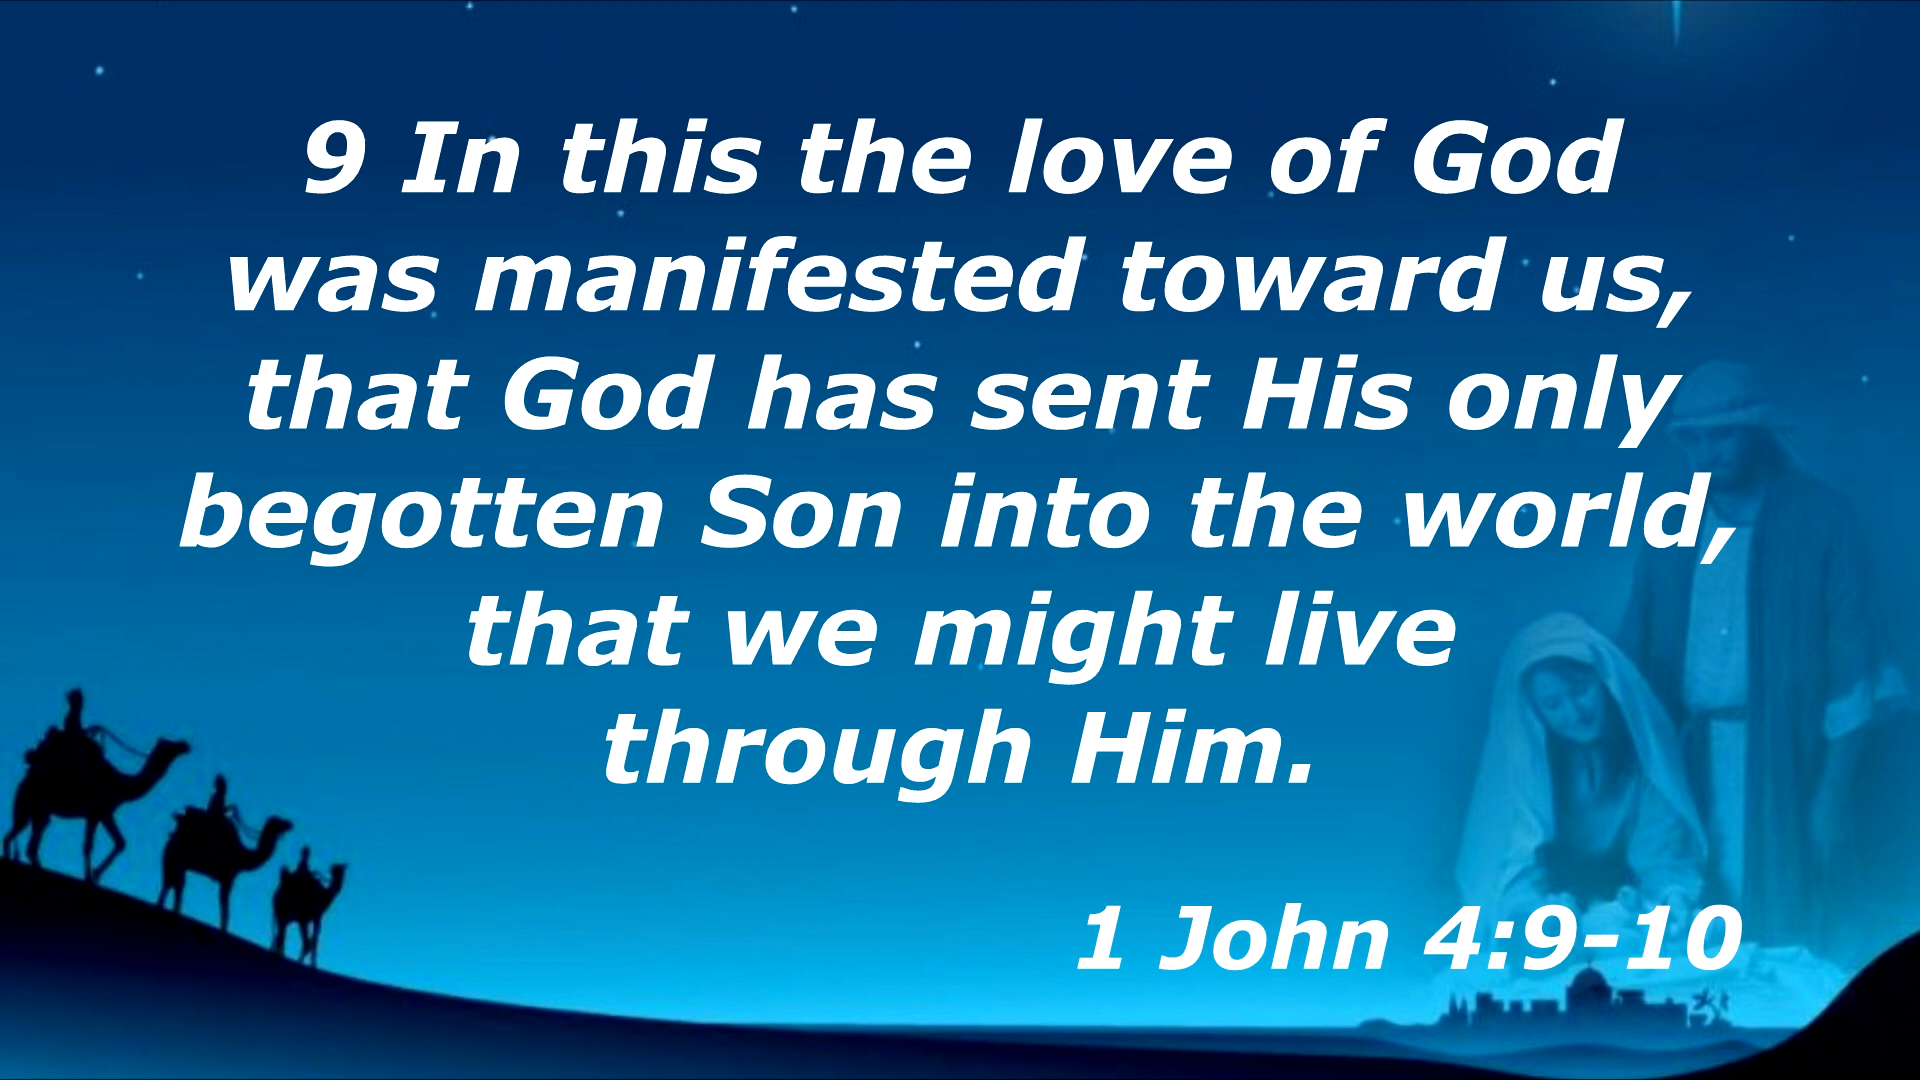 9 In this the love of God
was manifested toward us,
that God has sent His only
begotten Son into the world,
that we might live
through Him.
1 John 4:9-10